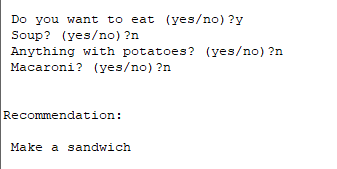 Do you want to eat (yes/no)?y
Soup? (yes/no)?n
Anything with potatoes? (yes/no)?n
Macaroni? (yes/no)?n
Recommendation:
Make a sandwich